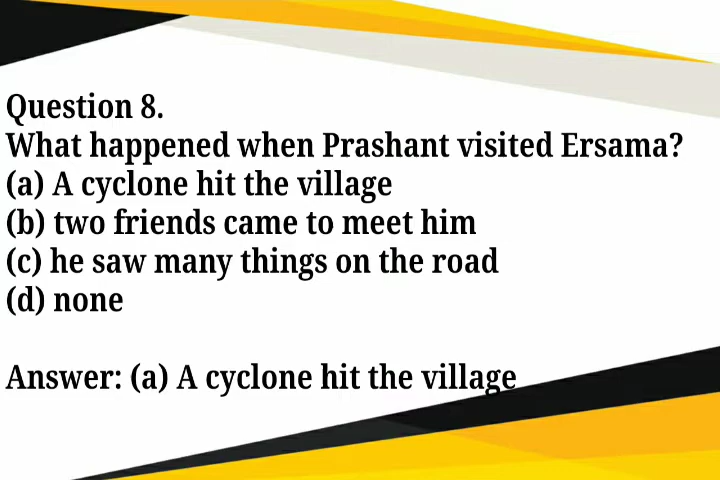 Question 8.
What happened when Prashant visited Ersama?
(a) A cyclone hit the village
(b) two friends came to meet him
(c) he saw many things on the road
(d) none
Answer: (a) A cyclone hit the village